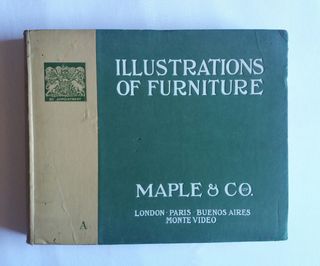 BY APPOINTMENT
ILLUSTRATIONS
OF FURNITURE
MAPLE & CO.
LONDON · PARIS · BUENOS AIRES
MONTE VIDEO
A